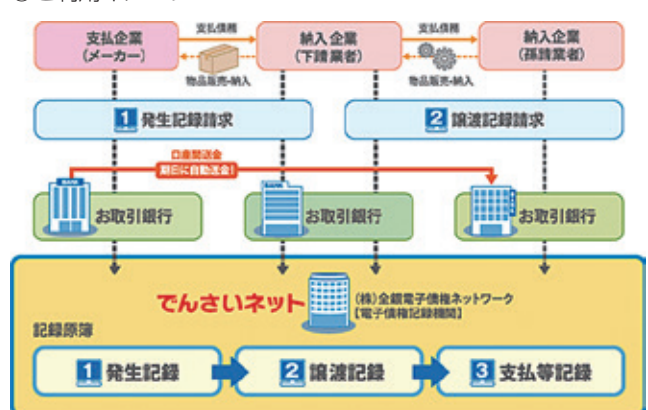 支払企業
(メーカー)
支払債務
物品販売・納入
納入企業
(下請業者)
支払債務
物品販売・納入
納入企業
(孫請業者)
1 発生記録請求
2 譲渡記録請求
口座間送金
期日に自動送金!
BANK
お取引銀行
お取引銀行
お取引銀行
でんさいネット
(株)全銀電子債権ネットワーク
【電子債権記録機関】
記録原簿
1 発生記録
2 譲渡記録
3 支払等記録